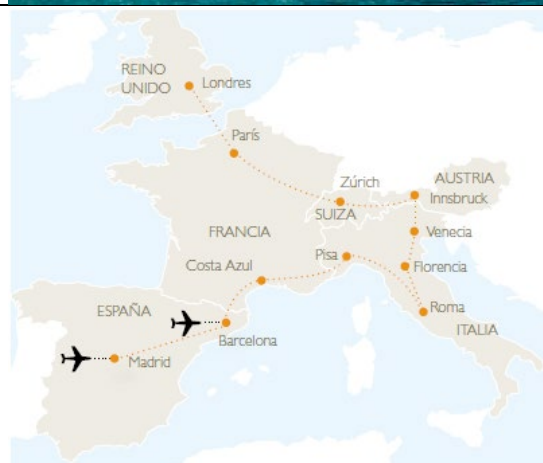 REINO
UNIDO
Londres
París
Zúrich
AUSTRIA
Innsbruck
SUIZA
FRANCIA
Venecia
Pisa
Costa Azul
Florencia
ESPAÑA
Roma
ITALIA
Barcelona
Madrid